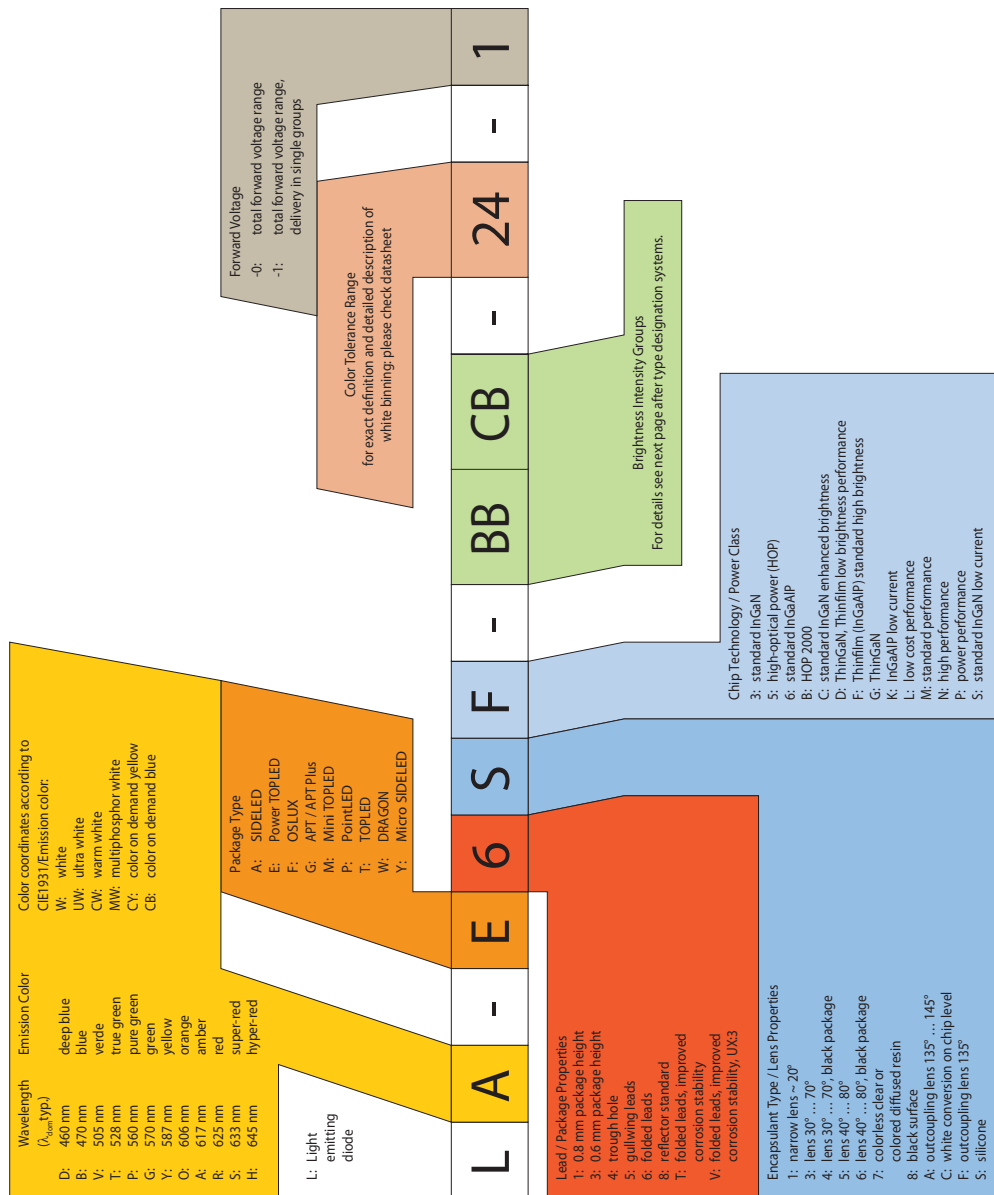 Wavelength Emission Color
(λdom typ.)
D: 460 nm deep blue
B: 470 nm blue
V: 505 nm verde
T: 528 nm true green
P: 560 nm pure green
G: 570 nm green
Y: 587 nm yellow
O: 606 nm orange
A: 617 nm amber
R: 625 nm red
S: 633 nm super-red
H: 645 nm hyper-red
Color coordinates according to
CIE1931/Emission color:
W: white
UW: ultra white
CW: warm white
MW: multiphosphor white
CY: color on demand yellow
CB: color on demand blue
L: Light
emitting
diode
Package Type
A: SIDELED
E: Power TOPLED
F: OSLUX
G: APT / APT Plus
M: Mini TOPLED
P: PointLED
T: TOPLED
W: DRAGON
Y: Micro SIDELED
Forward Voltage
-0: total forward voltage range
-1: total forward voltage range,
delivery in single groups
Color Tolerance Range
for exact definition and detailed description of
white binning: please check datasheet
L A - E 6 S F - BB CB - 24 - 1
Lead / Package Properties
1: 0.8 mm package height
3: 0.6 mm package height
4: trough hole
5: gullwing leads
6: folded leads
8: reflector standard
T: folded leads, improved
corrosion stability
V: folded leads, improved
corrosion stability, UX:3
Encapsulant Type / Lens Properties
1: narrow lens ~ 20°
3: lens 30° ... 70°
4: lens 30° ... 70°, black package
5: lens 40° ... 80°
6: lens 40° ... 80°, black package
7: colorless clear or
colored diffused resin
8: black surface
A: outcoupling lens 135° ... 145°
C: white conversion on chip level
F: outcoupling lens 135°
S: silicone
Chip Technology / Power Class
3: standard InGaN
5: high-optical power (HOP)
6: standard InGaAlP
B: HOP 2000
C: standard InGaN enhanced brightness
D: ThinGaN, Thinfilm low brightness performance
F: Thinfilm (InGaAlP) standard high brightness
G: ThinGaN
K: InGaAlP low current
L: low cost performance
M: standard performance
N: high performance
P: power performance
S: standard InGaN low current
Brightness Intensity Groups
For details see next page after type designation systems.